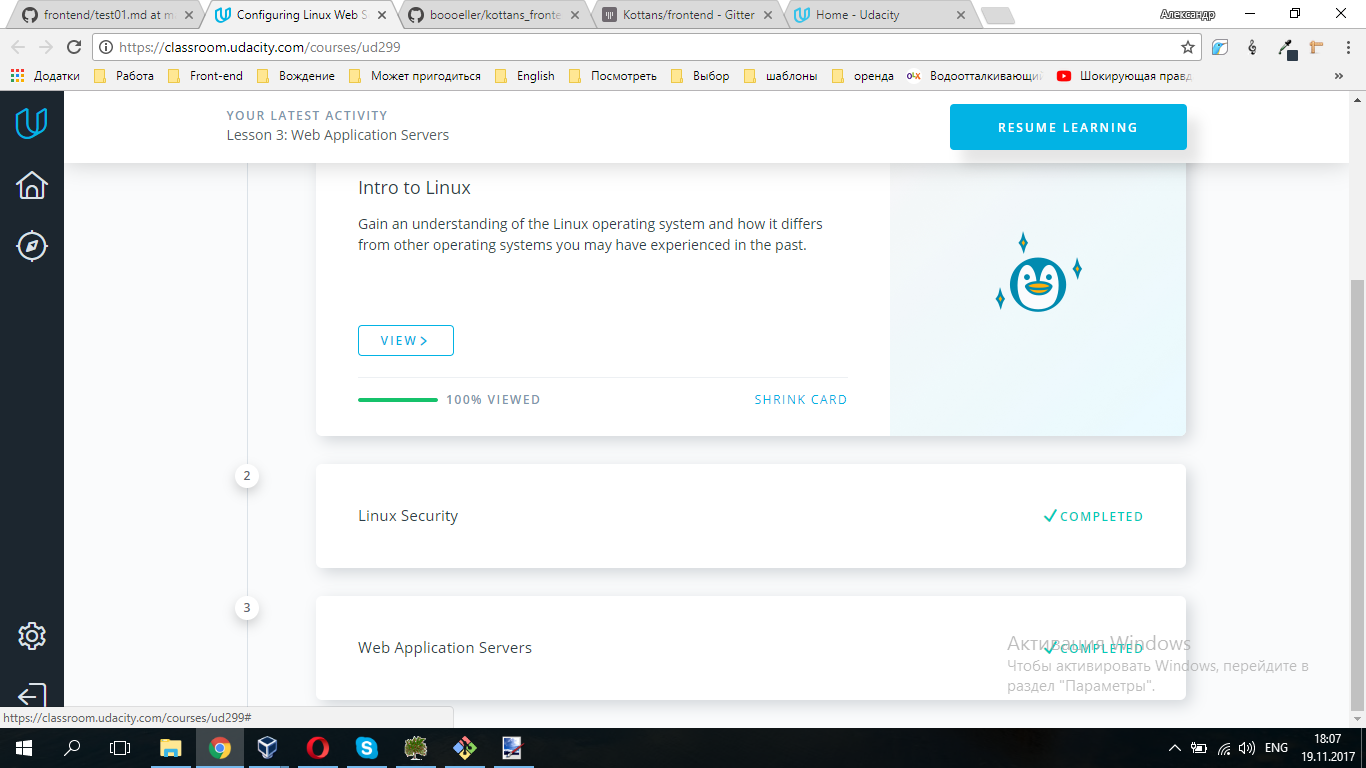 frontend/test01.md at m
Configuring Linux Web S
boooeller/kottans_fronte
Kottans/frontend - Gitter
Home - Udacity
Александр
https://classroom.udacity.com/courses/ud299
Додатки
Работа
Front-end
Вождение
Может пригодиться
English
Посмотреть
Выбор
шаблоны
оренда
Водоотталкивающи
Шокирующая правд
»
YOUR LATEST ACTIVITY
Lesson 3: Web Application Servers
RESUME LEARNING
Intro to Linux
Gain an understanding of the Linux operating system and how it differs
from other operating systems you may have experienced in the past.
VIEW >
100% VIEWED
SHRINK CARD
2
Linux Security
COMPLETED
3
Web Application Servers
COMPLETED
Активация Windows
Чтобы активировать Windows, перейдите в
раздел "Параметры".
https://classroom.udacity.com/courses/ud299#
ENG
18:07
19.11.2017